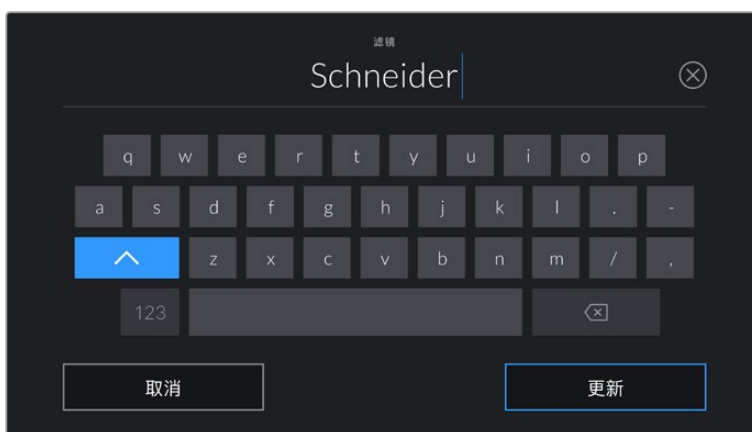 滤镜
Schneider
q w e r t y u i o p
a s d f g h j k l . -
z x c v b n m / ,
123
取消 更新